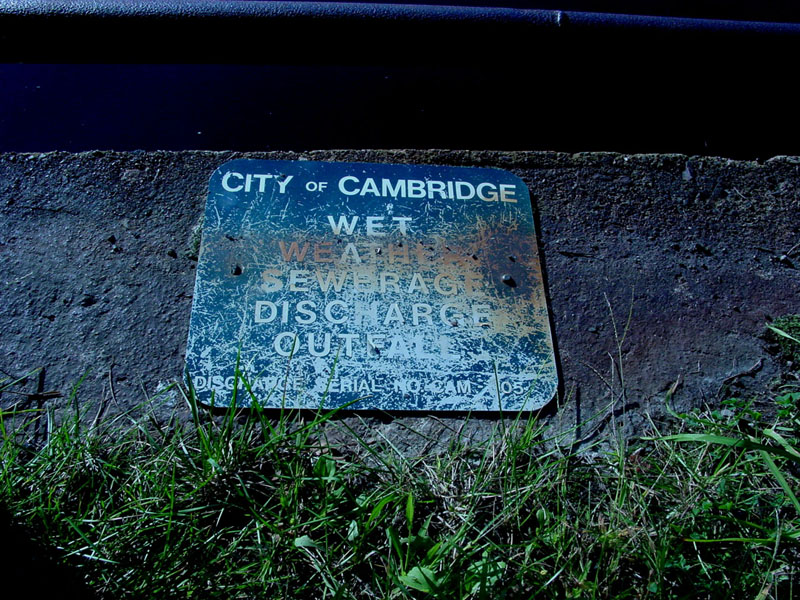 CITY OF CAMBRIDGE
WET
WEATHER
SEWERAGE
DISCHARGE
OUTFALL
DISCHARGE SERIAL NO. CAM 005